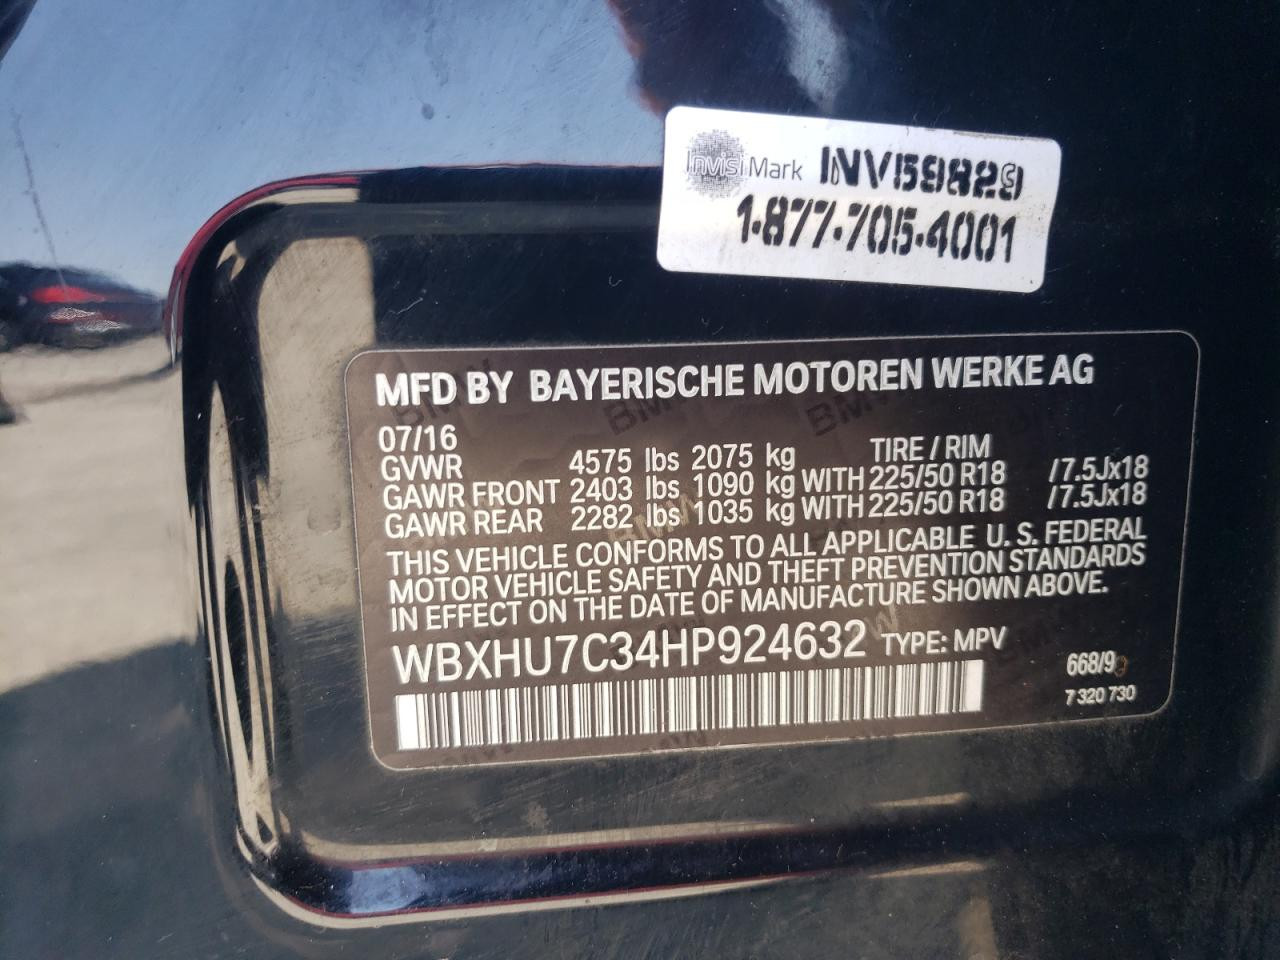 InvisiMark INV59829
1-877-705-4001
MFD BY BAYERISCHE MOTOREN WERKE AG
07/16 TIRE / RIM
GVWR 4575 lbs 2075 kg
GAWR FRONT 2403 lbs 1090 kg WITH 225/50 R18 /7.5Jx18
GAWR REAR 2282 lbs 1035 kg WITH 225/50 R18 /7.5Jx18
THIS VEHICLE CONFORMS TO ALL APPLICABLE U. S. FEDERAL
MOTOR VEHICLE SAFETY AND THEFT PREVENTION STANDARDS
IN EFFECT ON THE DATE OF MANUFACTURE SHOWN ABOVE.
WBXHU7C34HP924632 TYPE: MPV
7 320 730